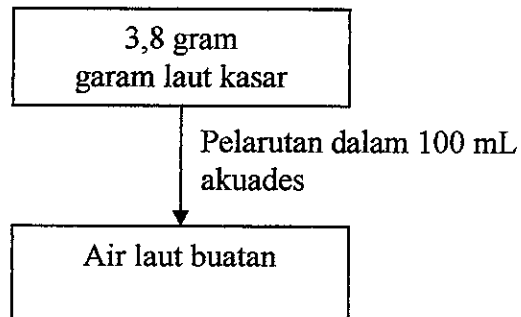 3,8 gram
garam laut kasar
Pelarutan dalam 100 mL
akuades
Air laut buatan